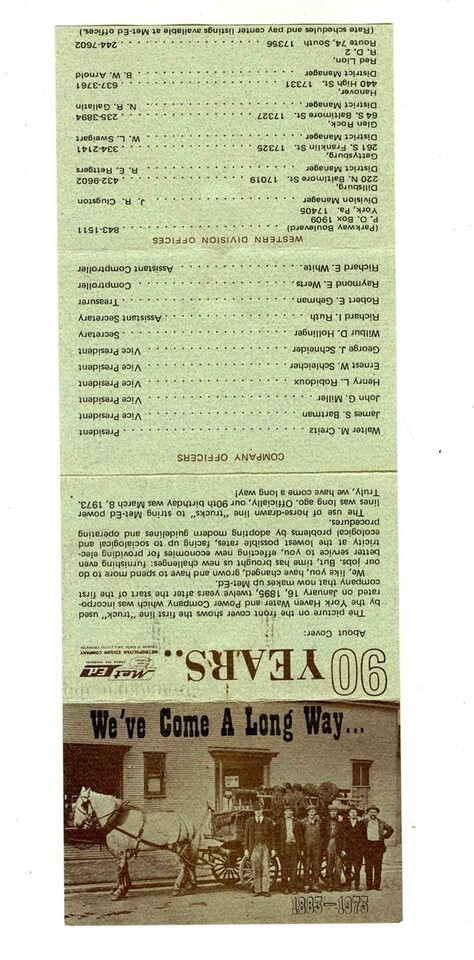 We've Come A Long Way...
1883–1973
90 YEARS..
Met-Ed
METROPOLITAN EDISON COMPANY
About Cover:
The picture on the front cover shows the first line "truck" used
by the York Haven Water and Power Company which was incorpo-
rated on January 16, 1895, twelve years after the start of the first
company that now makes up Met-Ed.
We, like you, have changed, grown and have to spend more to do
our jobs. But, time has brought us new challenges: furnishing even
better service to you, effecting new economies for providing elec-
tricity at the lowest possible rates, facing up to sociological and
ecological problems by adopting modern guidelines and operating
procedures.
The use of horse-drawn line "trucks" to string Met-Ed power
lines was long ago. Officially, our 90th birthday was March 8, 1973.
Truly, we have come a long way!
COMPANY OFFICERS
Walter M. Creitz . . . . . President
James S. Bartman . . . . . Vice President
John G. Miller . . . . . Vice President
Henry L. Robidoux . . . . . Vice President
Ernest W. Schleicher . . . . . Vice President
George J. Schneider . . . . . Vice President
Wilbur D. Hollinger . . . . . Secretary
Richard I. Ruth . . . . . Assistant Secretary
Robert E. Gehman . . . . . Treasurer
Raymond E. Werts . . . . . Comptroller
Richard E. White . . . . . Assistant Comptroller
WESTERN DIVISION OFFICES
(Parkway Boulevard) . . . . . 843-1511
P. O. Box 1909
York, Pa. 17405
Division Manager . . . . . J. R. Clugston
Dillsburg,
220 N. Baltimore St. 17019 . . . . . 432-9602
District Manager . . . . . R. E. Rettgers
Gettysburg,
261 S. Franklin St. 17325 . . . . . 334-2141
District Manager . . . . . W. L. Sweigert
Glen Rock,
64 S. Baltimore St. 17327 . . . . . 235-3894
District Manager . . . . . N. R. Gallatin
Hanover,
440 High St. 17331 . . . . . 637-3761
District Manager . . . . . B. W. Arnold
Red Lion,
R. D. 2
Route 74, South 17356 . . . . . 244-7602
(Rate schedules and pay center listings available at Met-Ed offices)